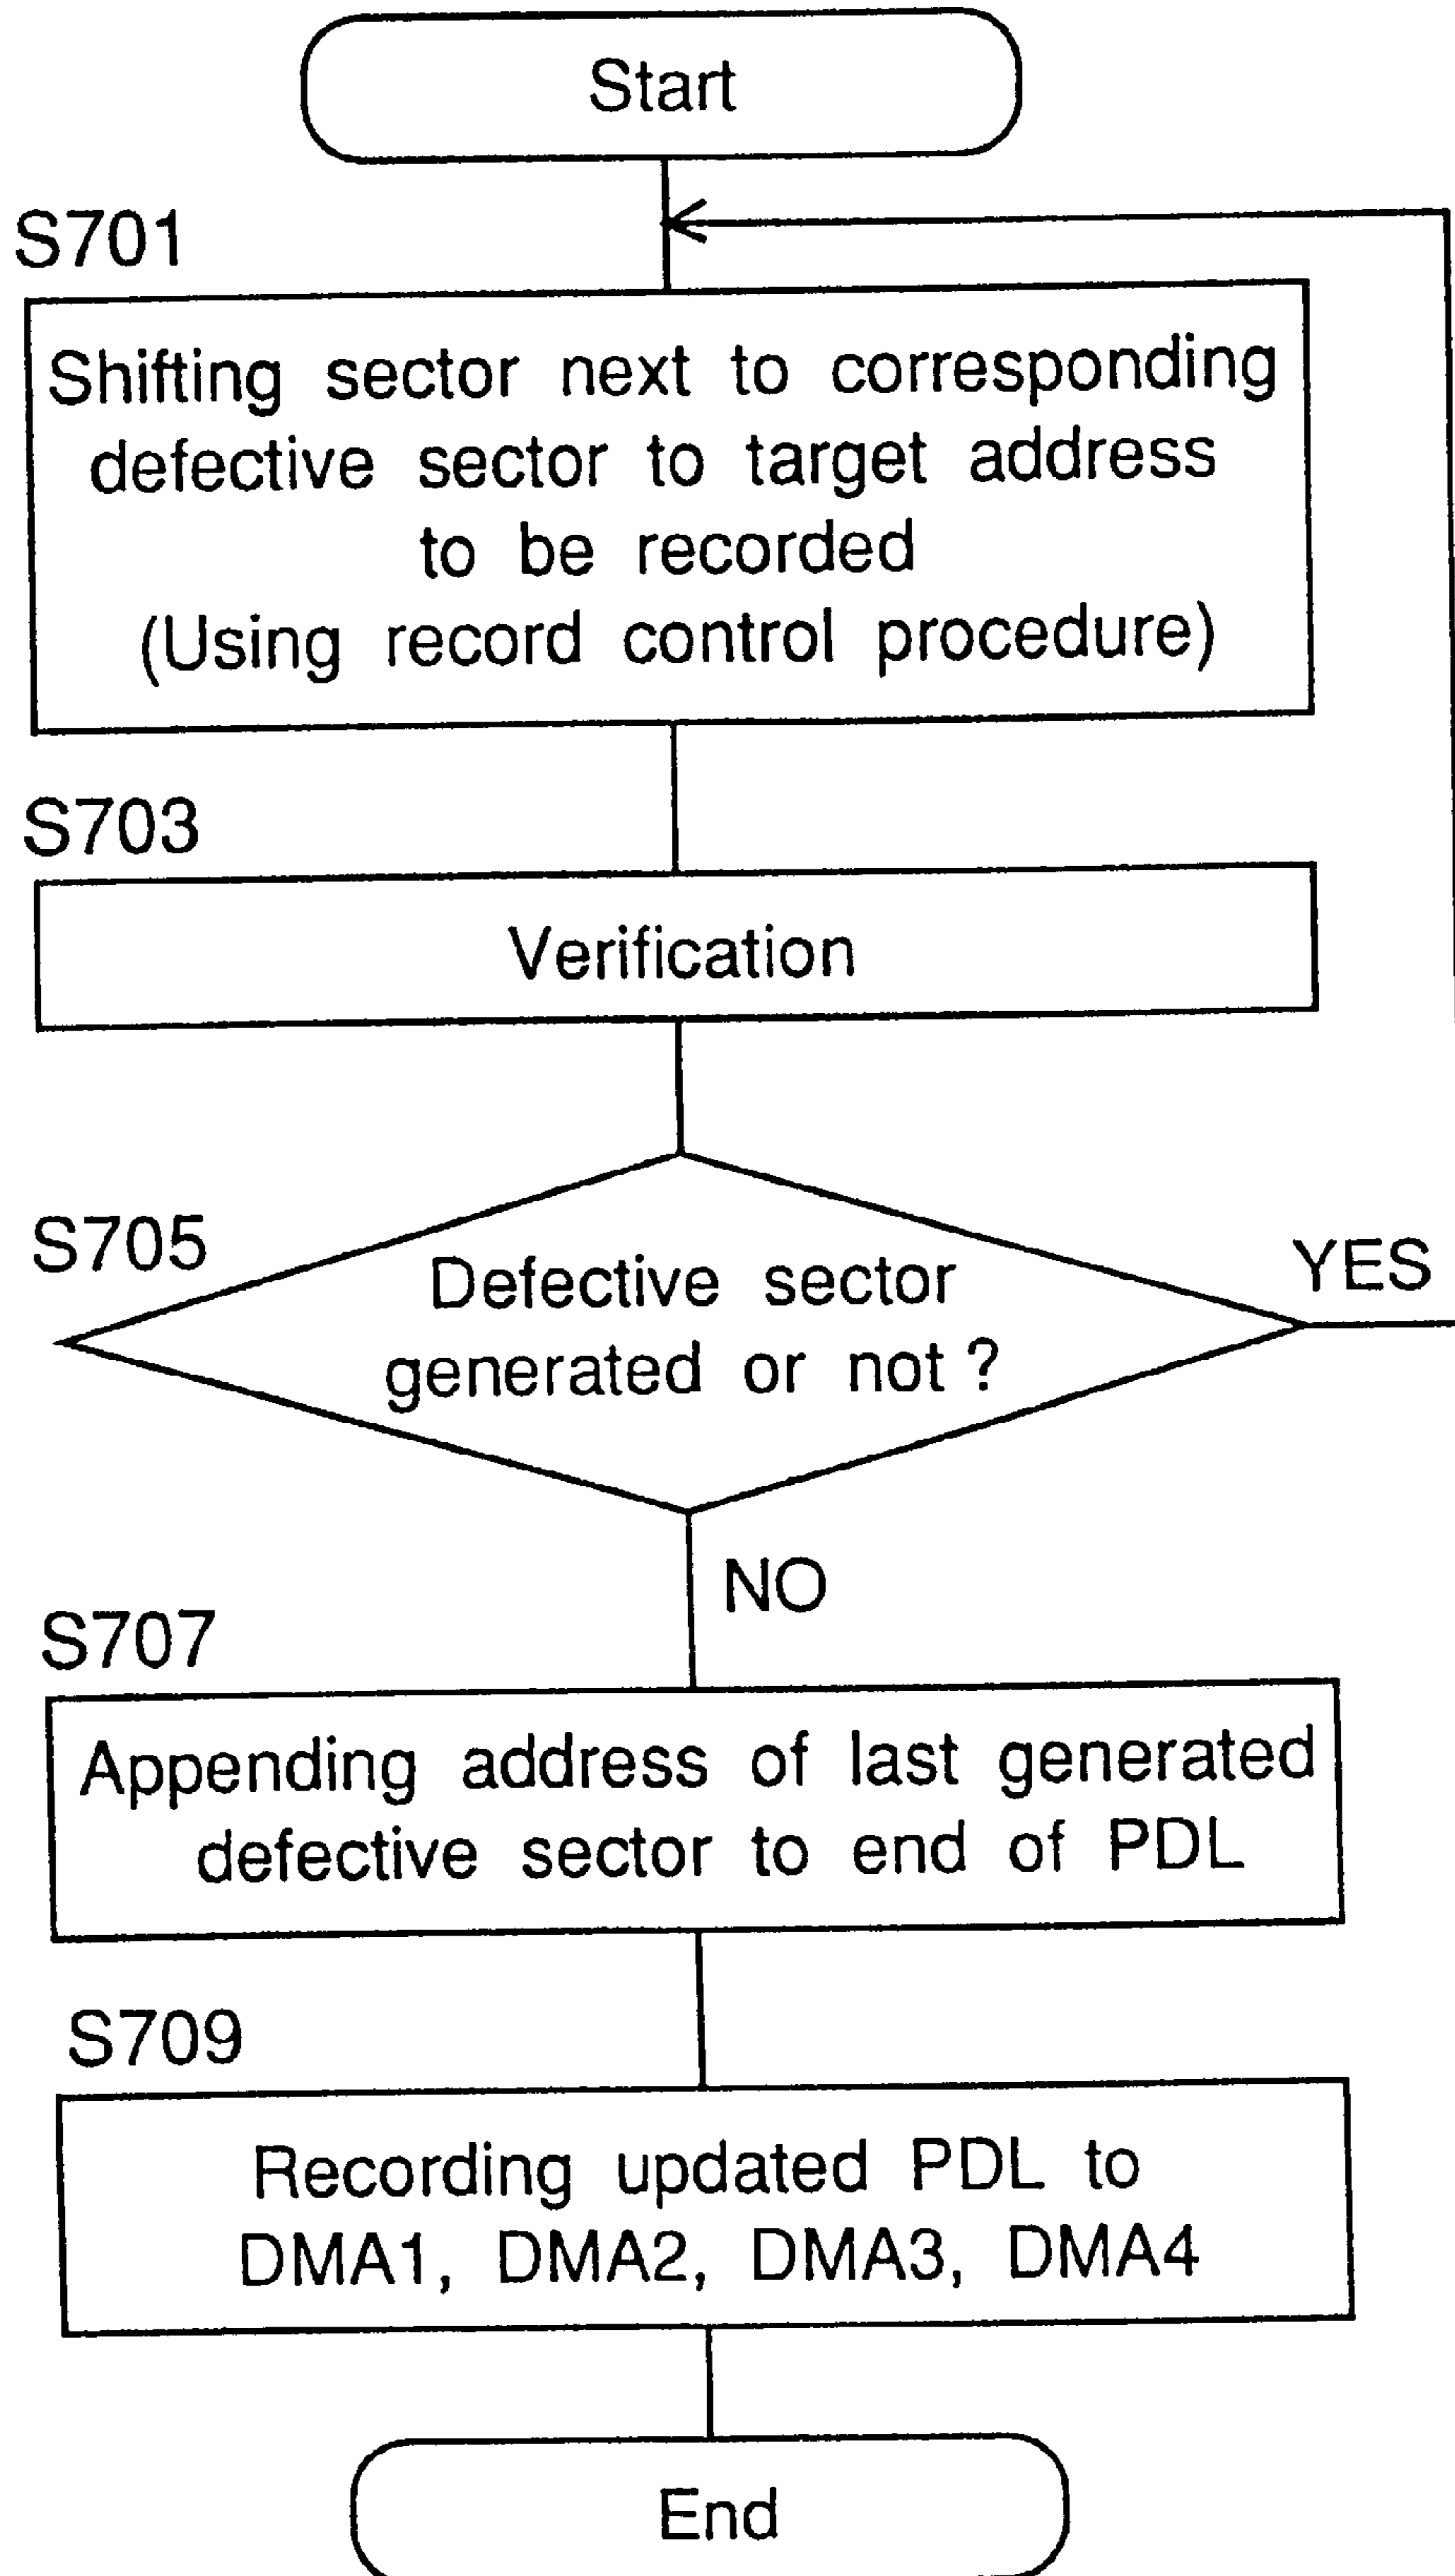 Start
S701
Shifting sector next to corresponding
defective sector to target address
to be recorded
(Using record control procedure)
S703
Verification
S705
Defective sector
generated or not ?
YES
NO
S707
Appending address of last generated
defective sector to end of PDL
S709
Recording updated PDL to
DMA1, DMA2, DMA3, DMA4
End